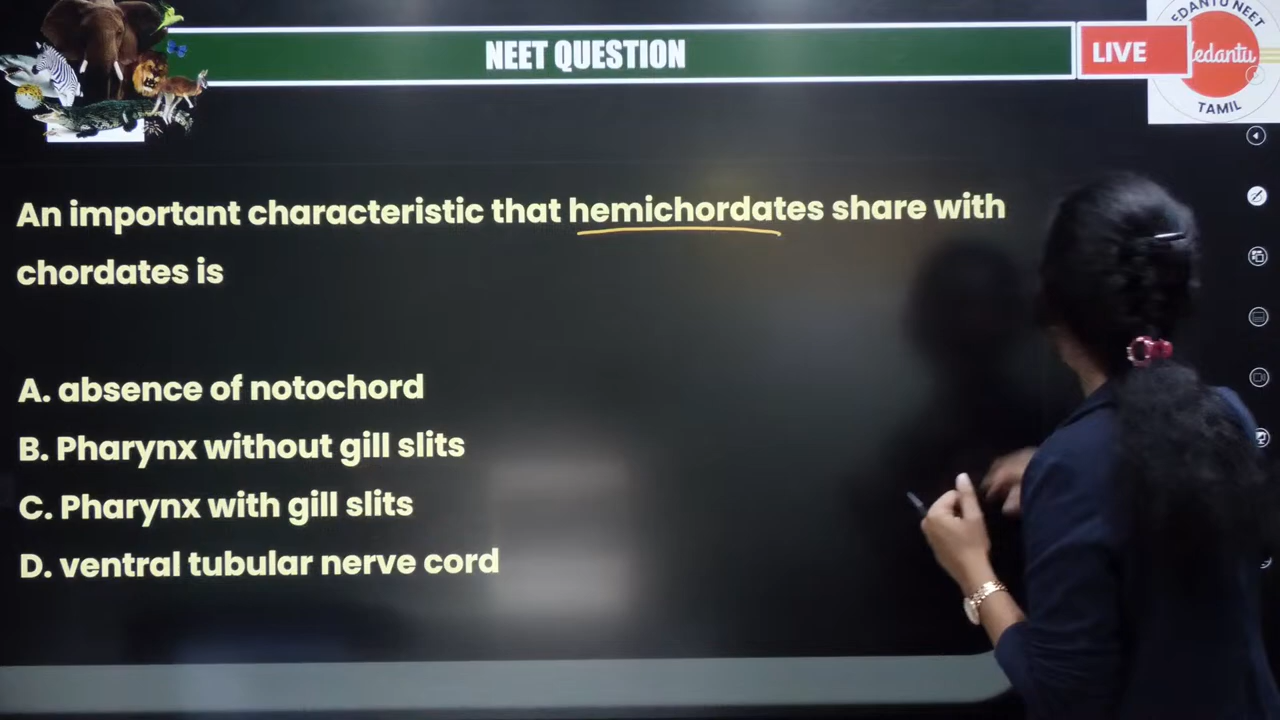 NEET QUESTION
LIVE
EDANTU NEET
Vedantu
TAMIL
An important characteristic that hemichordates share with
chordates is
A. absence of notochord
B. Pharynx without gill slits
C. Pharynx with gill slits
D. ventral tubular nerve cord